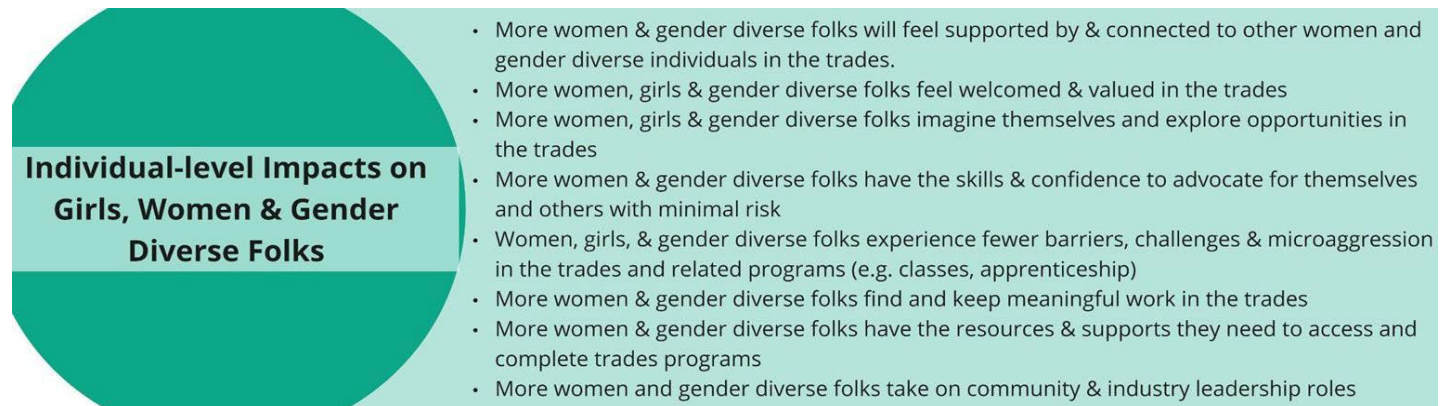 Individual-level Impacts on
Girls, Women & Gender
Diverse Folks
• More women & gender diverse folks will feel supported by & connected to other women and
gender diverse individuals in the trades.
• More women, girls & gender diverse folks feel welcomed & valued in the trades
• More women, girls & gender diverse folks imagine themselves and explore opportunities in
the trades
• More women & gender diverse folks have the skills & confidence to advocate for themselves
and others with minimal risk
• Women, girls, & gender diverse folks experience fewer barriers, challenges & microaggression
in the trades and related programs (e.g. classes, apprenticeship)
• More women & gender diverse folks find and keep meaningful work in the trades
• More women & gender diverse folks have the resources & supports they need to access and
complete trades programs
• More women and gender diverse folks take on community & industry leadership roles